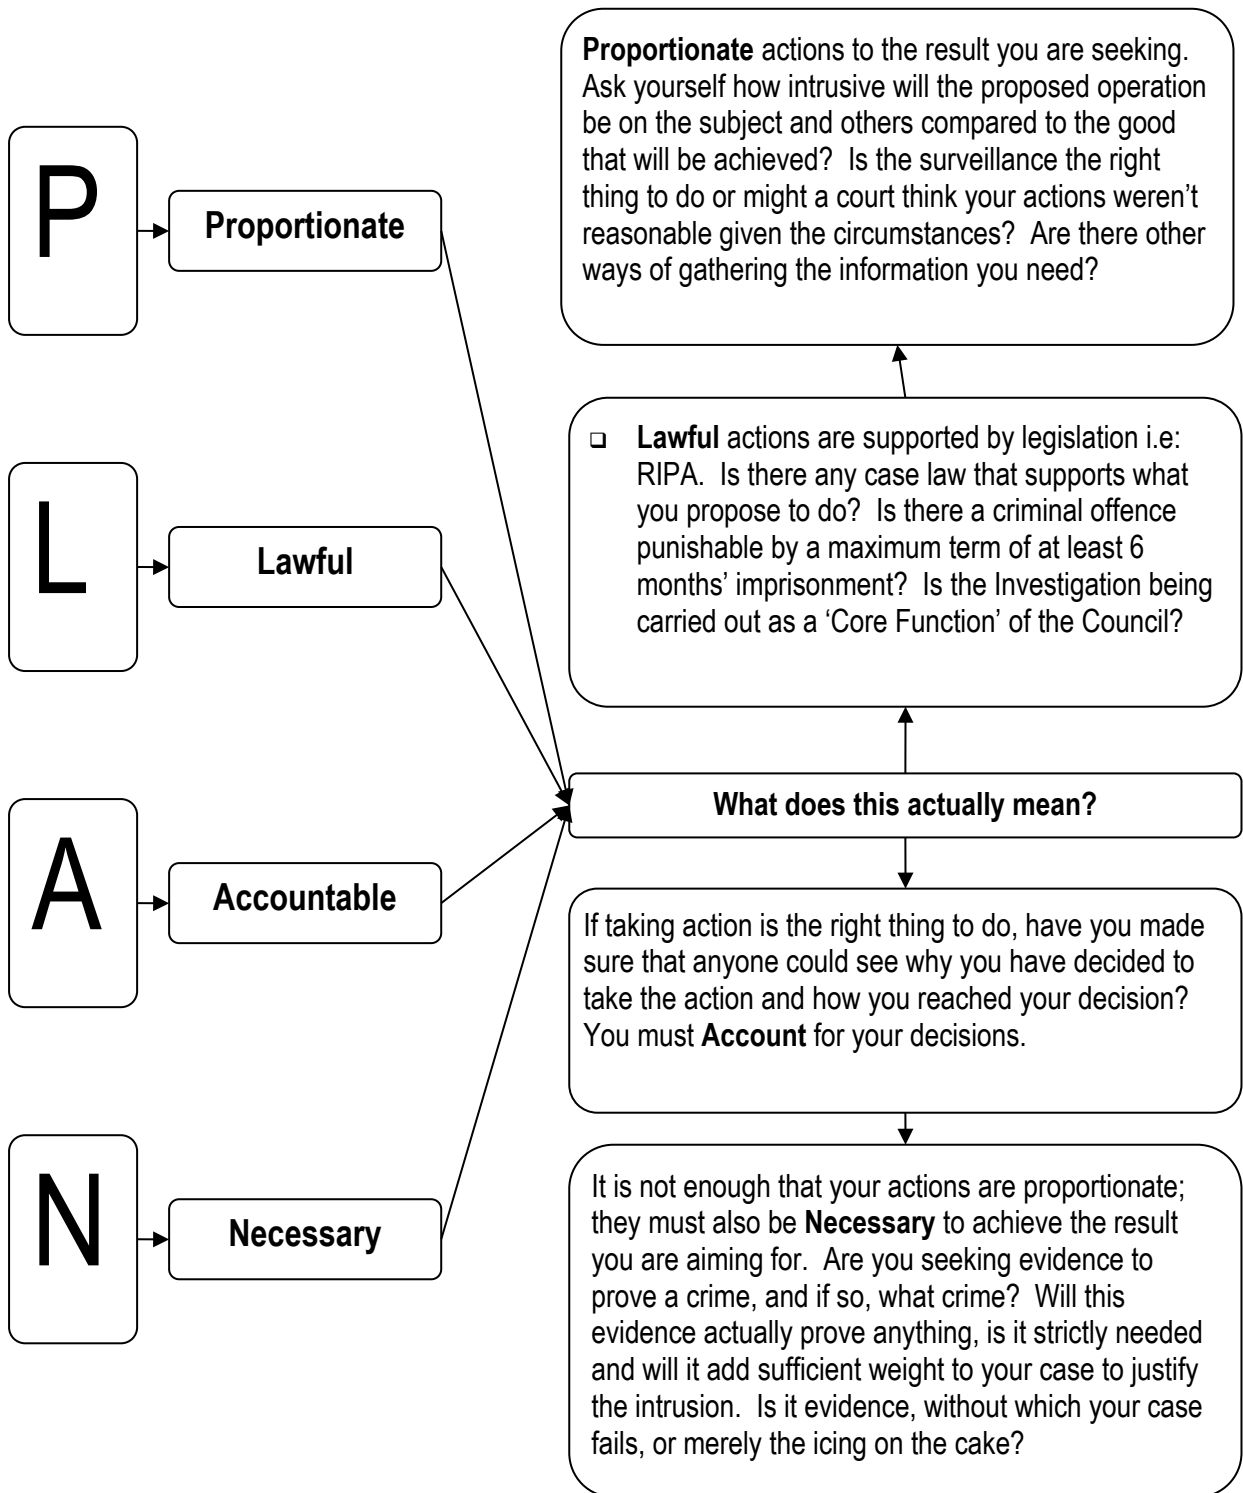 P
Proportionate
L
Lawful
A
Accountable
N
Necessary
Proportionate actions to the result you are seeking.
Ask yourself how intrusive will the proposed operation
be on the subject and others compared to the good
that will be achieved? Is the surveillance the right
thing to do or might a court think your actions weren’t
reasonable given the circumstances? Are there other
ways of gathering the information you need?
❑ Lawful actions are supported by legislation i.e:
RIPA. Is there any case law that supports what
you propose to do? Is there a criminal offence
punishable by a maximum term of at least 6
months’ imprisonment? Is the Investigation being
carried out as a ‘Core Function’ of the Council?
What does this actually mean?
If taking action is the right thing to do, have you made
sure that anyone could see why you have decided to
take the action and how you reached your decision?
You must Account for your decisions.
It is not enough that your actions are proportionate;
they must also be Necessary to achieve the result
you are aiming for. Are you seeking evidence to
prove a crime, and if so, what crime? Will this
evidence actually prove anything, is it strictly needed
and will it add sufficient weight to your case to justify
the intrusion. Is it evidence, without which your case
fails, or merely the icing on the cake?